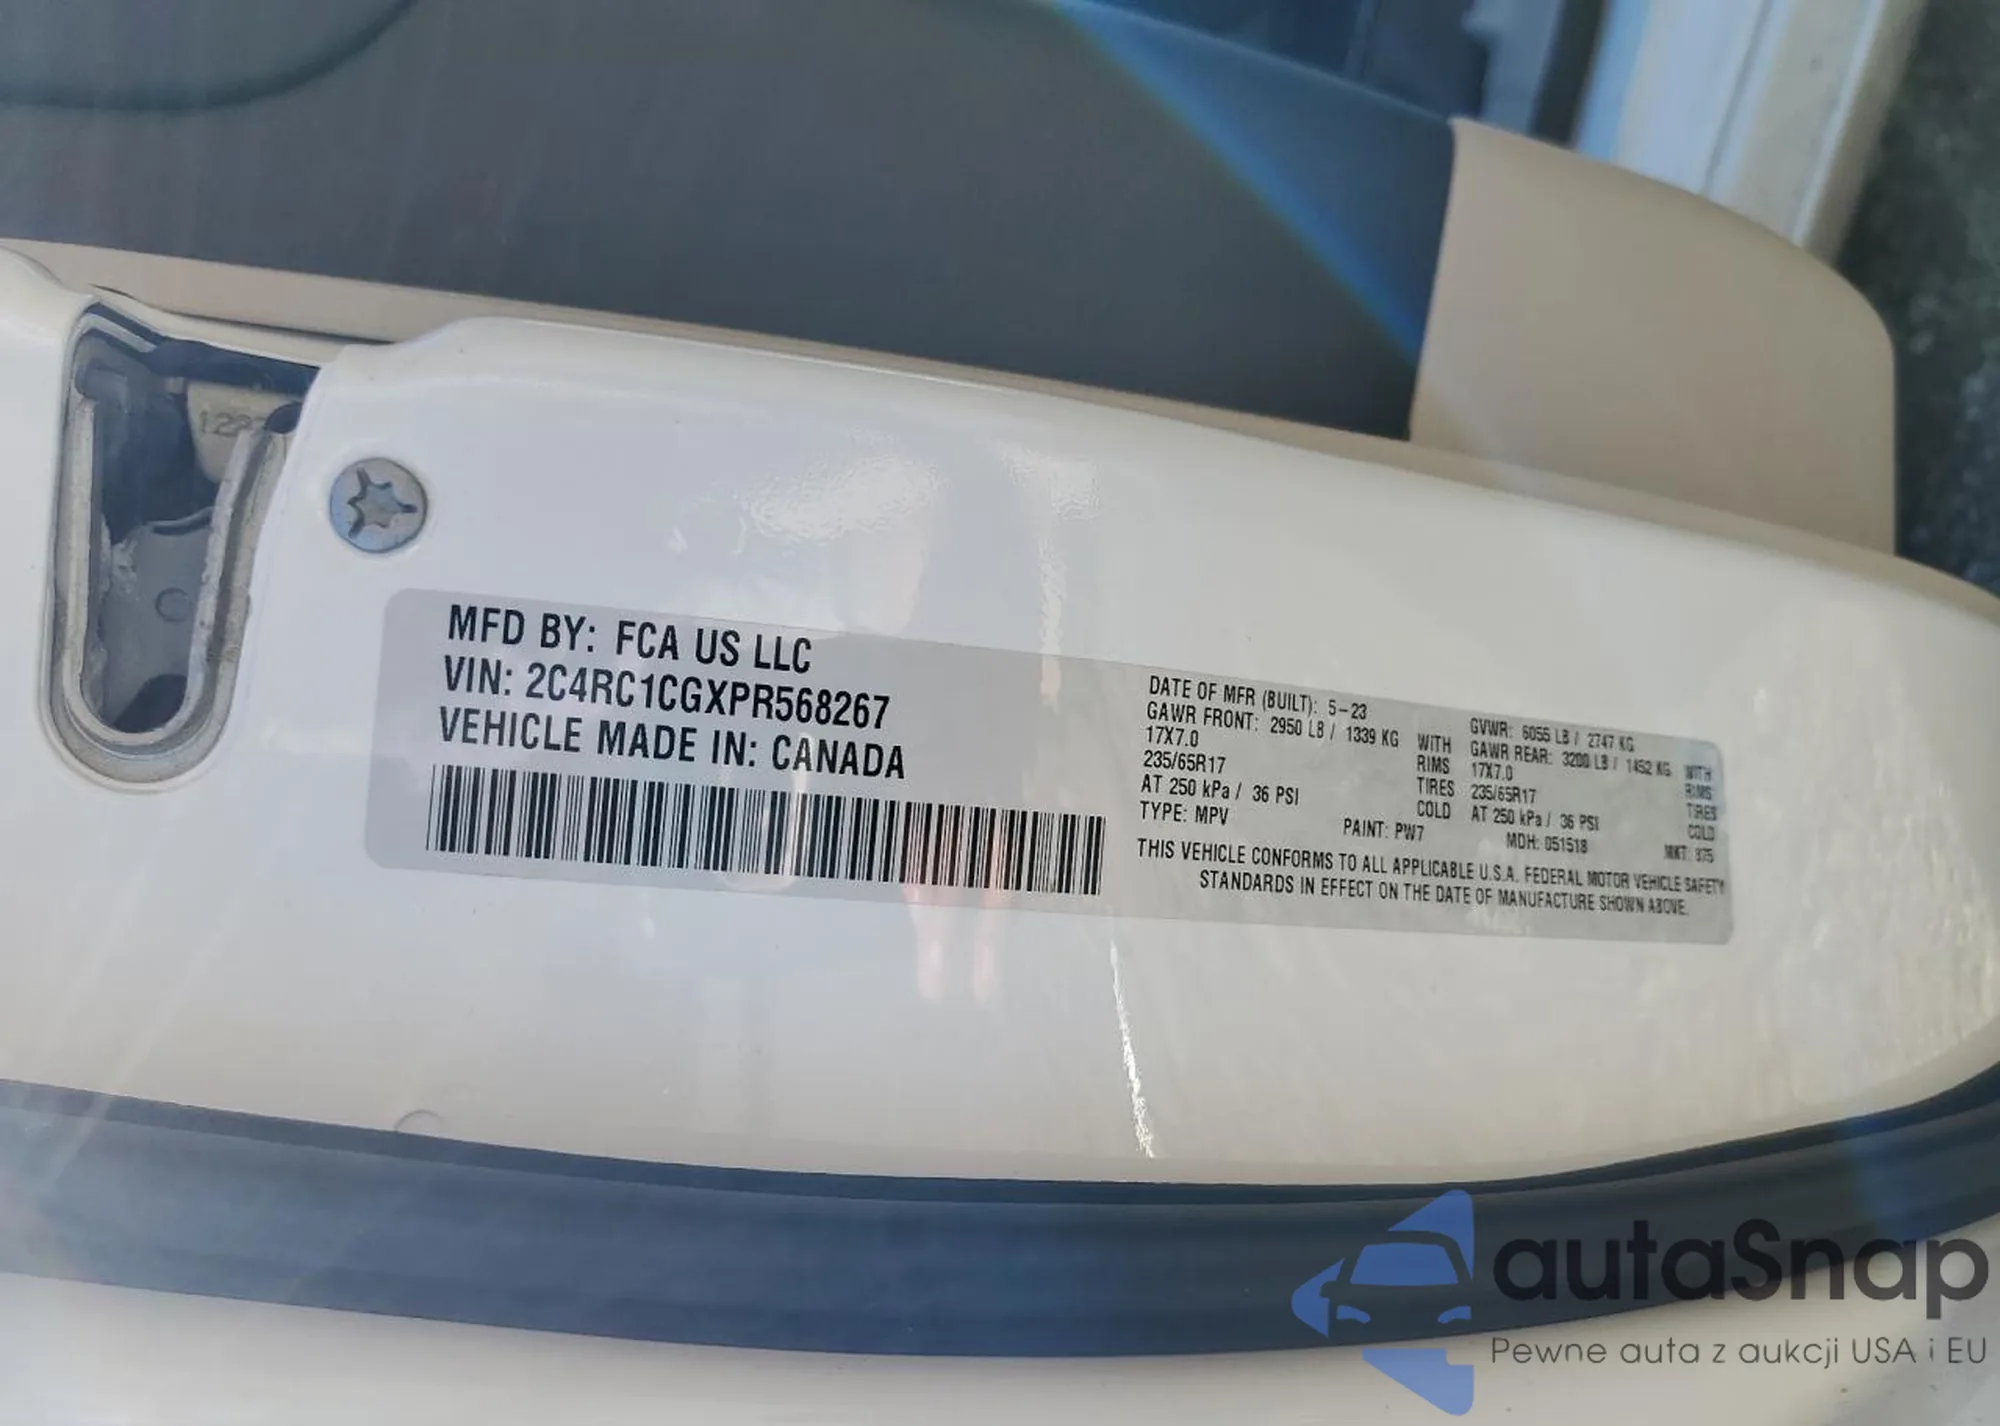 MFD BY: FCA US LLC
VIN: 2C4RC1CGXPR568267
VEHICLE MADE IN: CANADA
DATE OF MFR (BUILT): 5-23
GAWR FRONT: 2950 LB / 1339 KG WITH
17X7.0 RIMS
235/65R17 TIRES
AT 250 kPa / 36 PSI COLD
GVWR: 6055 LB / 2747 KG
GAWR REAR: 3200 LB / 1452 KG WITH
17X7.0 RIMS
235/65R17 TIRES
AT 250 kPa / 36 PSI COLD
TYPE: MPV PAINT: PW7 MDH: 051518 MKT: 875
THIS VEHICLE CONFORMS TO ALL APPLICABLE U.S.A. FEDERAL MOTOR VEHICLE SAFETY
STANDARDS IN EFFECT ON THE DATE OF MANUFACTURE SHOWN ABOVE.
autaSnap
Pewne auta z aukcji USA i EU